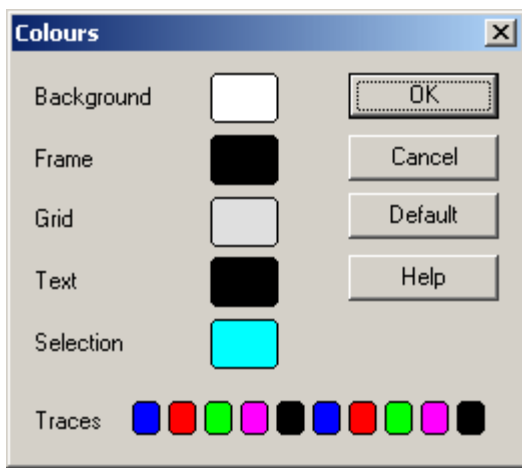 Colours
Background
OK
Frame
Cancel
Grid
Default
Text
Help
Selection
Traces